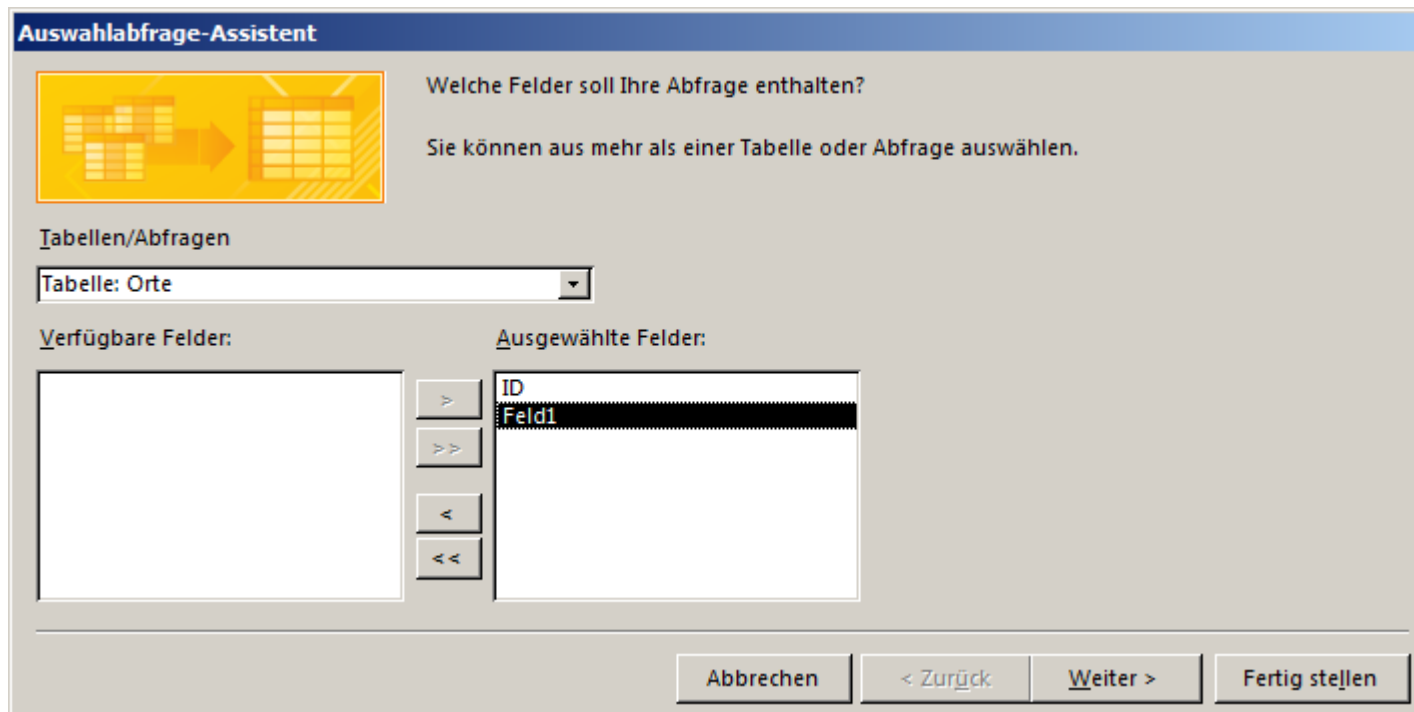 Auswahlabfrage-Assistent
Welche Felder soll Ihre Abfrage enthalten?
Sie können aus mehr als einer Tabelle oder Abfrage auswählen.
Tabellen/Abfragen
Tabelle: Orte
Verfügbare Felder:
Ausgewählte Felder:
>
>>
<
<<
ID
Feld1
Abbrechen
< Zurück
Weiter >
Fertig stellen